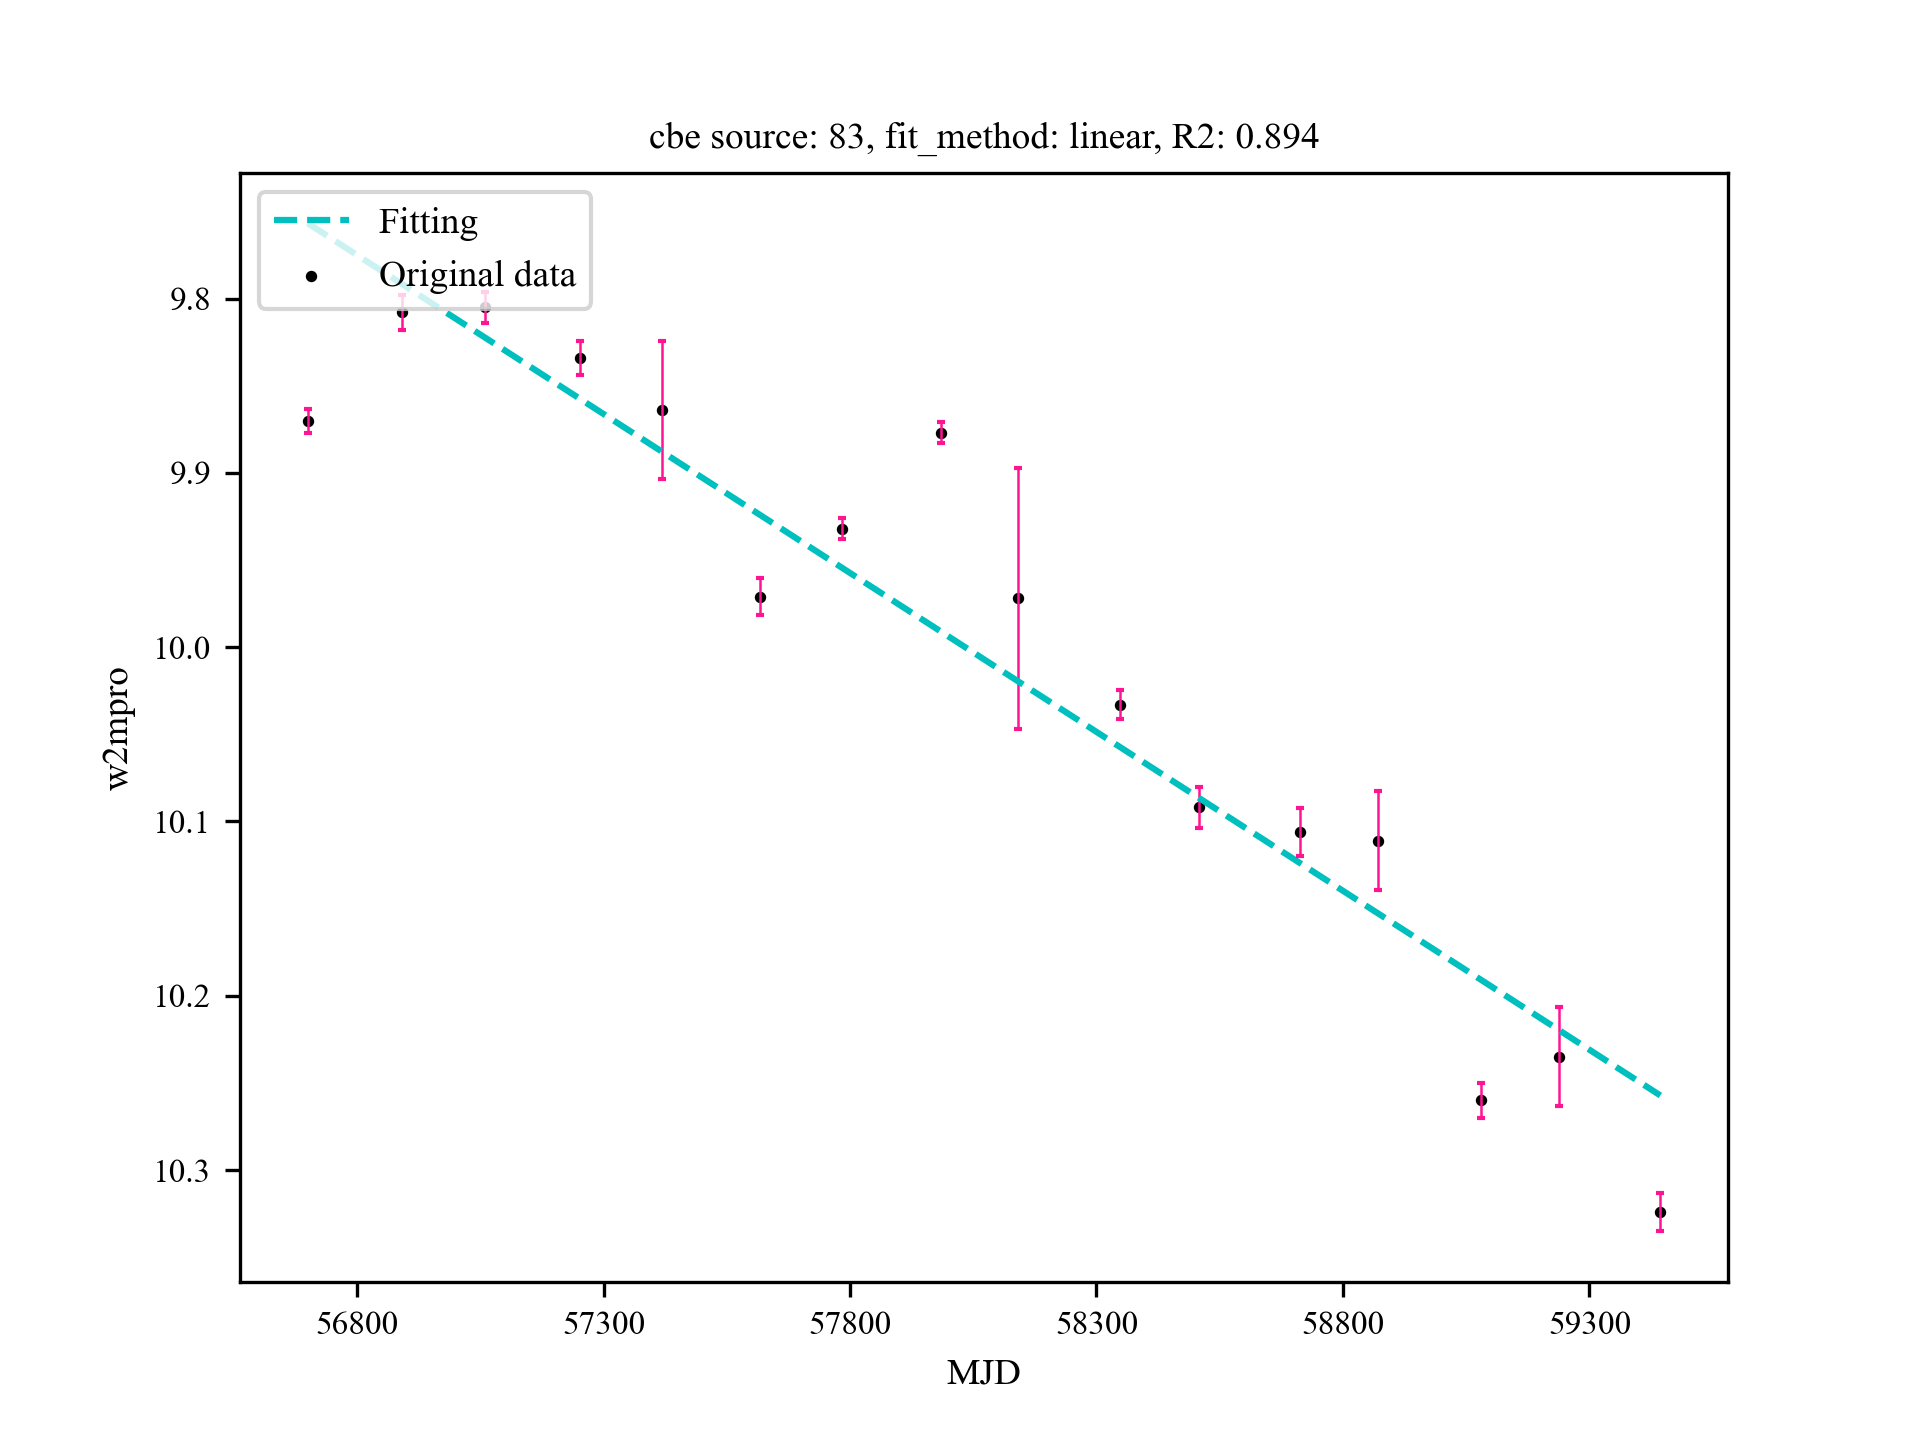 cbe source: 83, fit_method: linear, R2: 0.894
Fitting
Original data
9.8
9.9
10.0
10.1
10.2
10.3
w2mpro
56800 57300 57800 58300 58800 59300
MJD